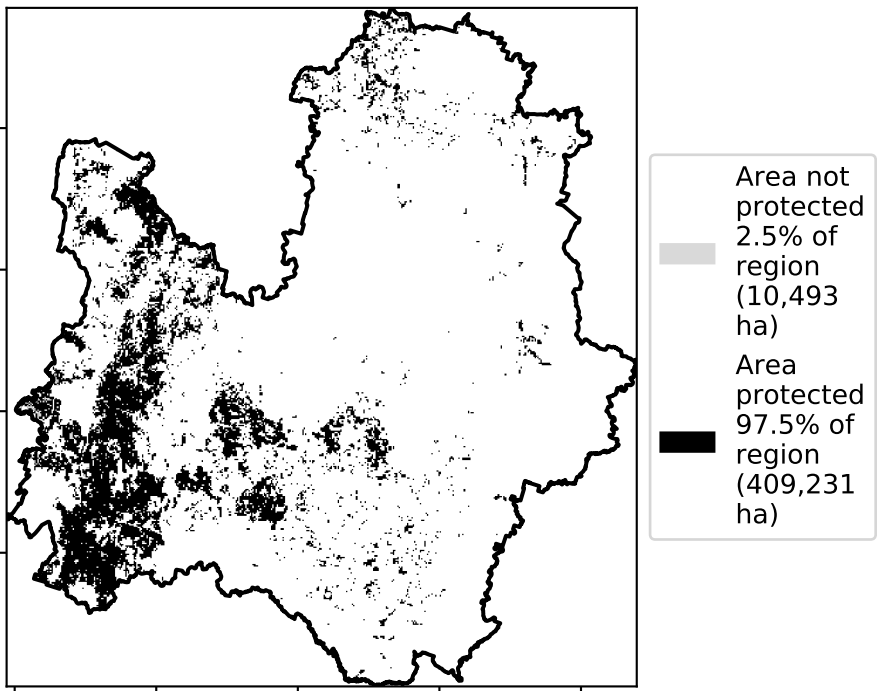 Area not
protected
2.5% of
region
(10,493
ha)
Area
protected
97.5% of
region
(409,231
ha)